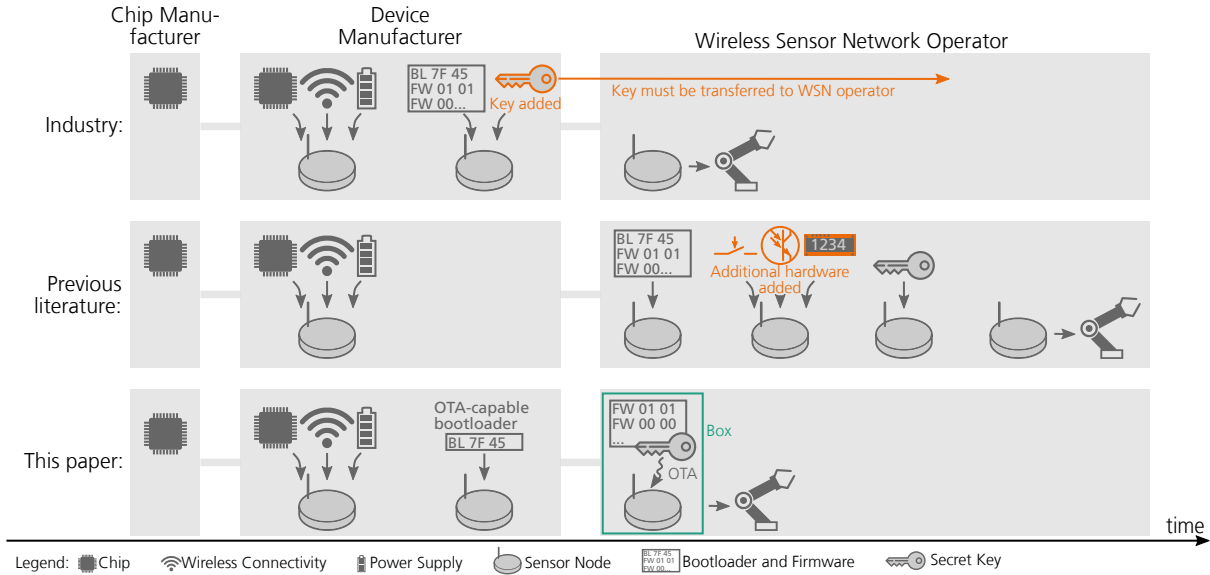 Chip Manu-
facturer
Device
Manufacturer
Wireless Sensor Network Operator
Industry:
BL 7F 45
FW 01 01
FW 00...
Key added
Key must be transferred to WSN operator
Previous
literature:
BL 7F 45
FW 01 01
FW 00...
1234
Additional hardware
added
This paper:
OTA-capable
bootloader
BL 7F 45
FW 01 01
FW 00 00
...
Box
OTA
time
Legend:
Chip
Wireless Connectivity
Power Supply
Sensor Node
BL 7F 45
FW 01 01
FW 00...
Bootloader and Firmware
Secret Key